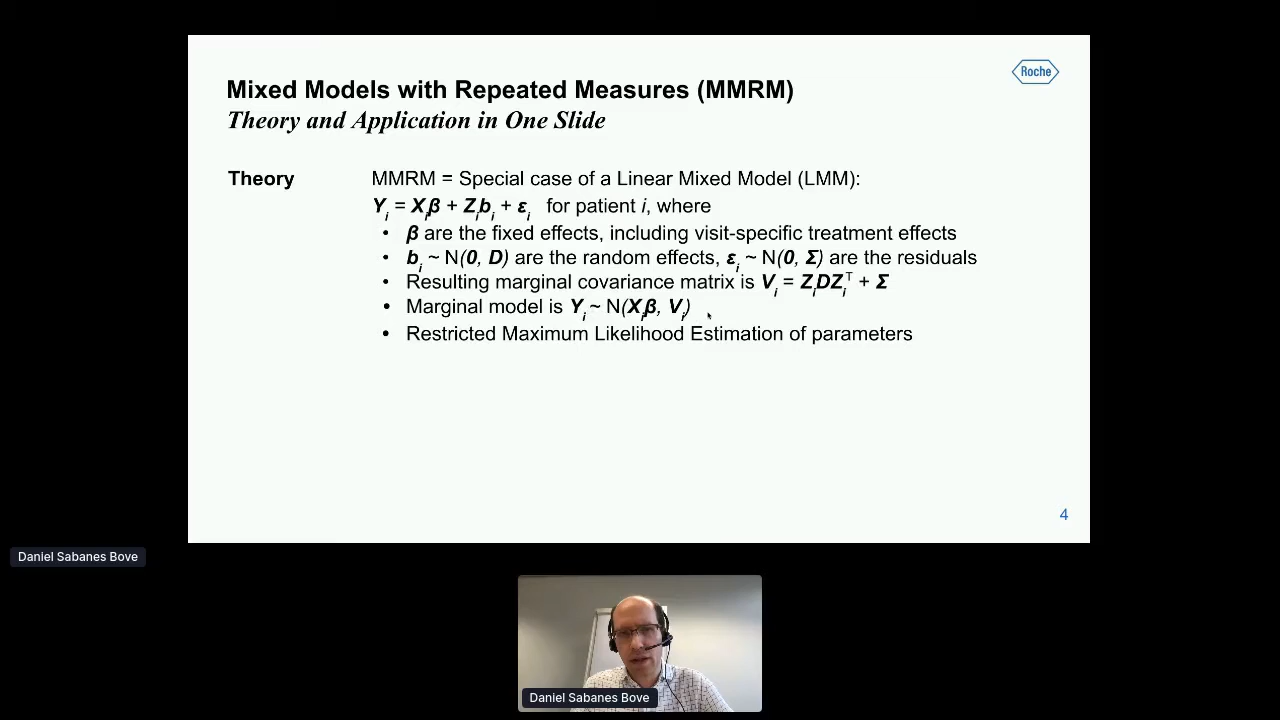 Roche
Mixed Models with Repeated Measures (MMRM)
Theory and Application in One Slide
Theory
MMRM = Special case of a Linear Mixed Model (LMM):
Yᵢ = Xᵢβ + Zᵢbᵢ + εᵢ for patient i, where
• β are the fixed effects, including visit-specific treatment effects
• bᵢ ~ N(0, D) are the random effects, εᵢ ~ N(0, Σ) are the residuals
• Resulting marginal covariance matrix is Vᵢ = ZᵢDZᵢ⊤ + Σ
• Marginal model is Yᵢ ~ N(Xᵢβ, Vᵢ)
• Restricted Maximum Likelihood Estimation of parameters
4
Daniel Sabanes Bove
Daniel Sabanes Bove